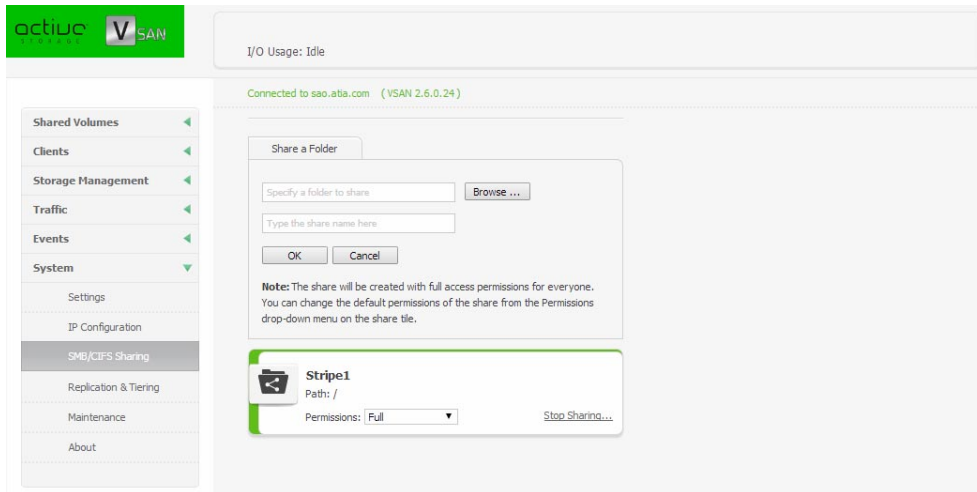 active
STORAGE
V SAN
I/O Usage: Idle
Connected to sao.atia.com (VSAN 2.6.0.24)
Shared Volumes
Clients
Storage Management
Traffic
Events
System
Settings
IP Configuration
SMB/CIFS Sharing
Replication & Tiering
Maintenance
About
Share a Folder
Specify a folder to share
Browse ...
Type the share name here
OK Cancel
Note: The share will be created with full access permissions for everyone.
You can change the default permissions of the share from the Permissions
drop-down menu on the share tile.
Stripe1
Path: /
Permissions: Full
Stop Sharing...